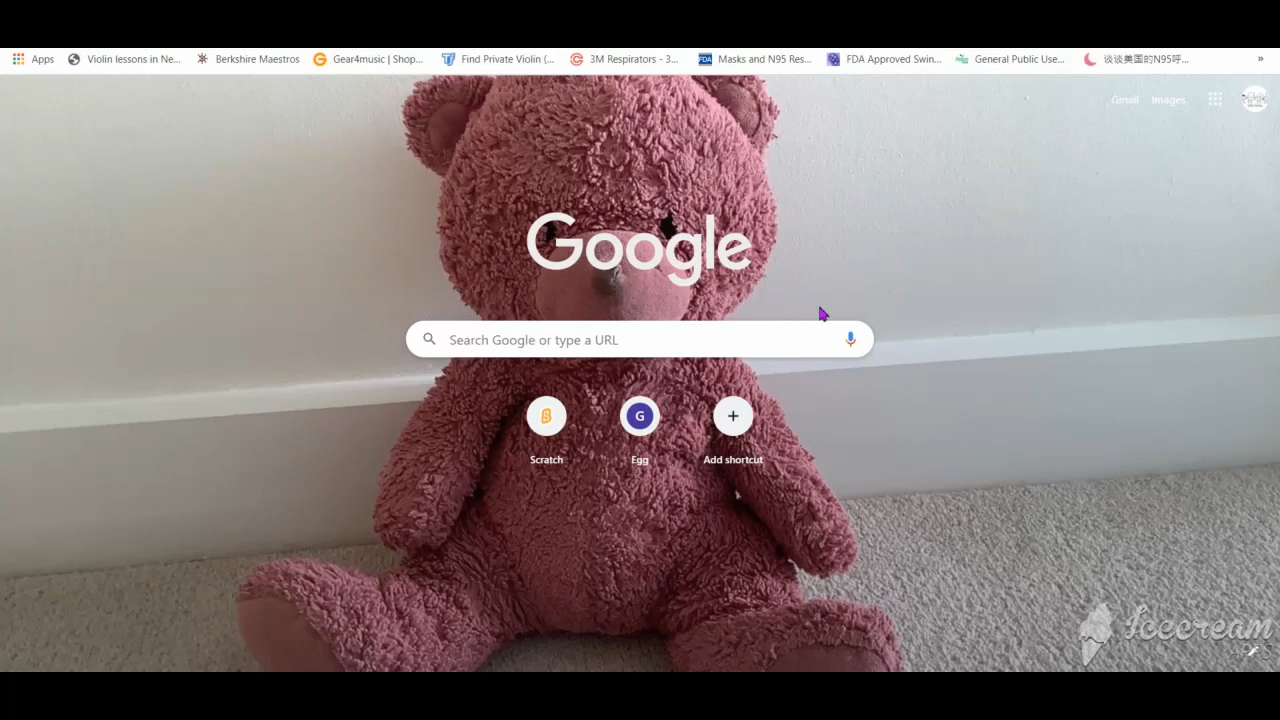 Apps Violin lessons in Ne... Berkshire Maestros Gear4music | Shop... Find Private Violin (... 3M Respirators - 3... FDA Masks and N95 Res... FDA Approved Swin... General Public Use... 谈谈美国的N95呼... »
Gmail Images
Google
Search Google or type a URL
G
Scratch Egg Add shortcut
Icecream
APPS